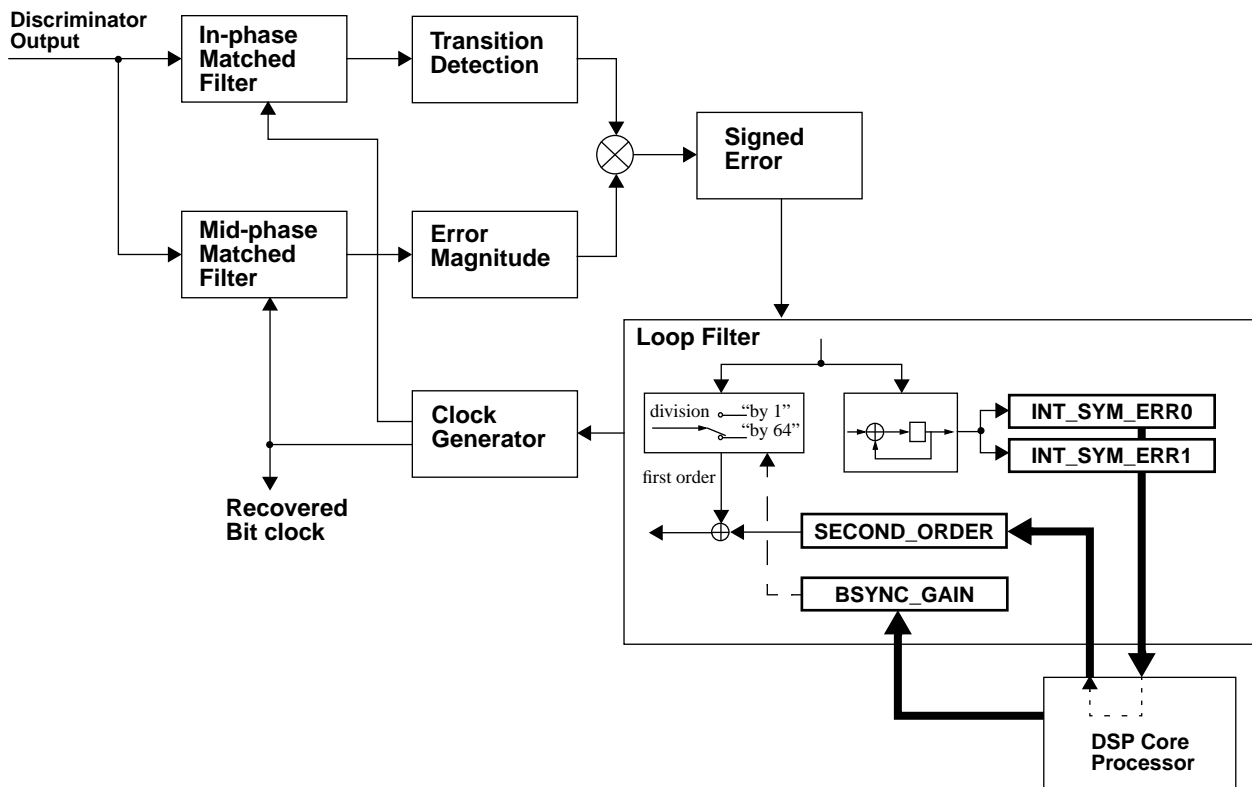 Discriminator
Output
In-phase
Matched
Filter
Transition
Detection
Signed
Error
Mid-phase
Matched
Filter
Error
Magnitude
Loop Filter
Clock
Generator
division
“by 1”
“by 64”
INT_SYM_ERR0
INT_SYM_ERR1
first order
Recovered
Bit clock
SECOND_ORDER
BSYNC_GAIN
DSP Core
Processor